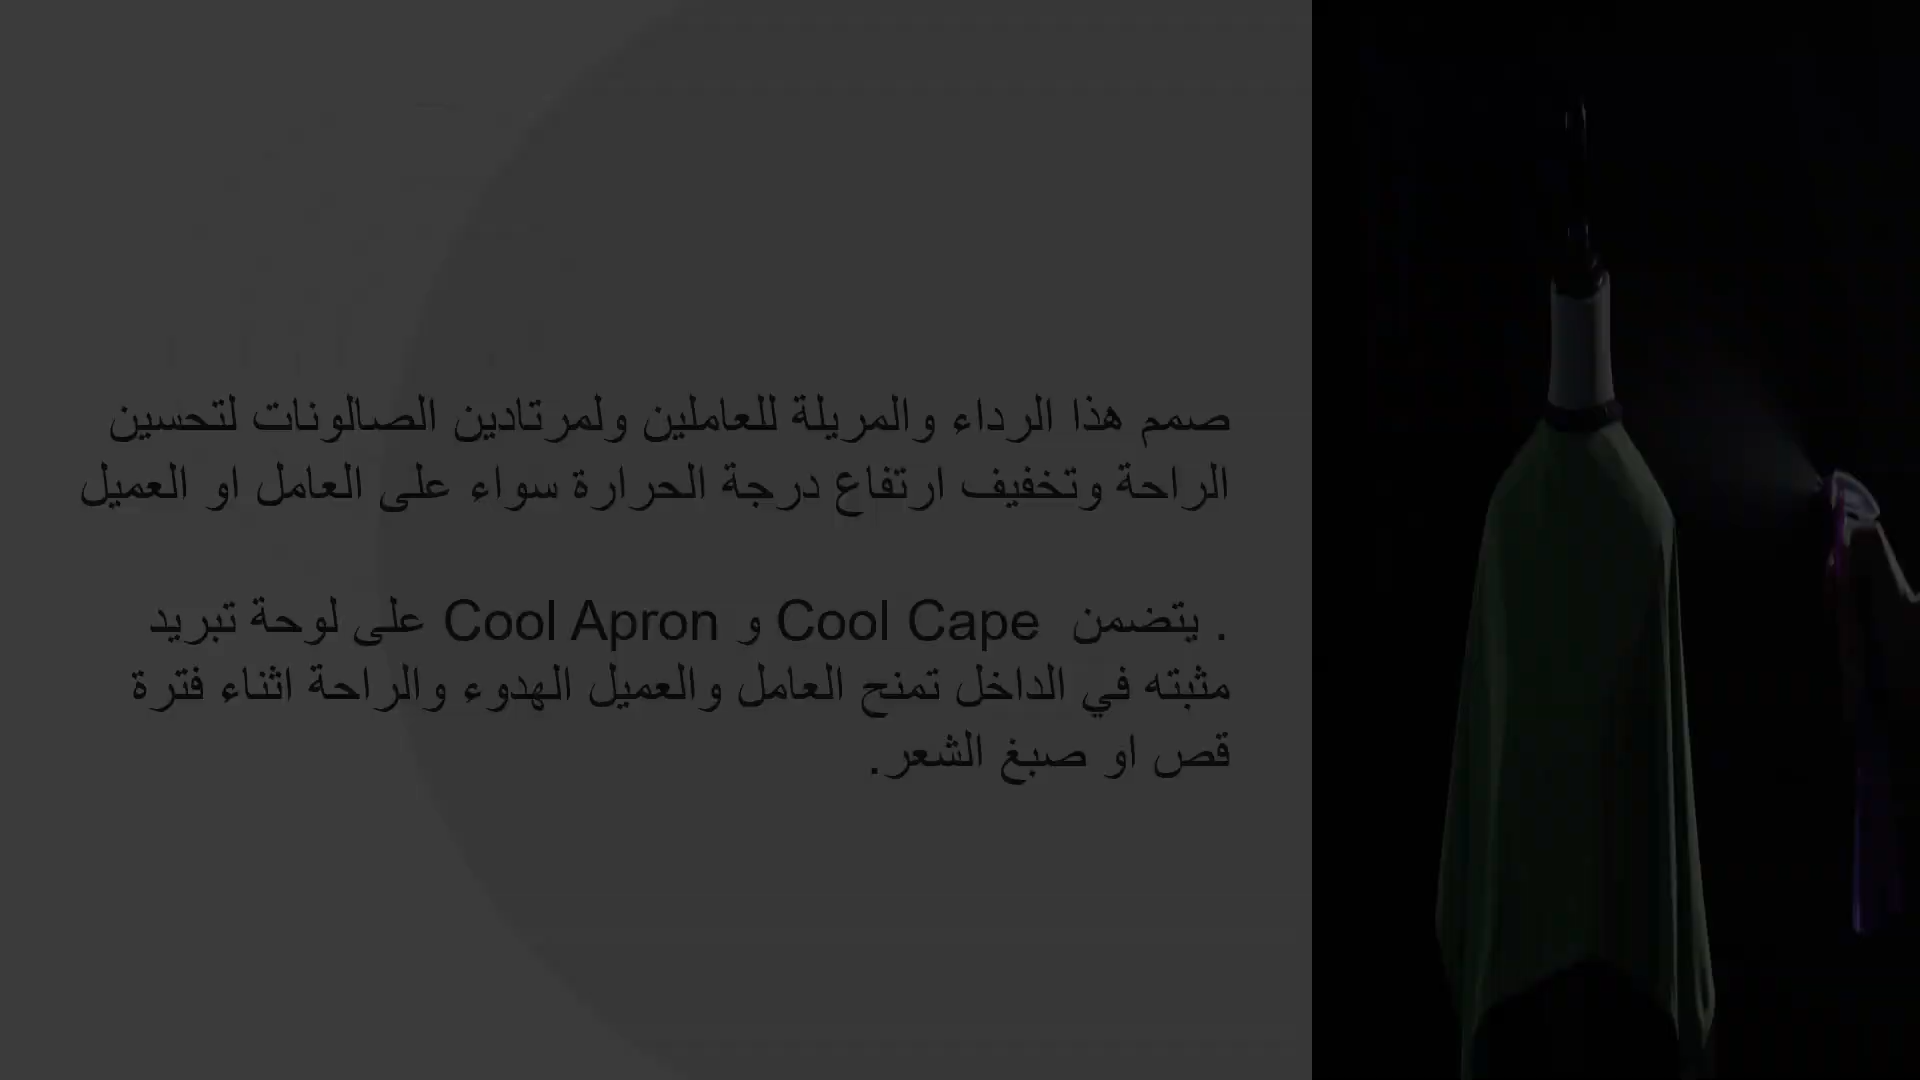 صمم هذا الرداء والمريلة للعاملين ولمرتادين الصالونات لتحسين
الراحة وتخفيف ارتفاع درجة الحرارة سواء على العامل او العميل
. يتضمن Cool Cape و Cool Apron على لوحة تبريد
مثبته في الداخل تمنح العامل والعميل الهدوء والراحة اثناء فترة
قص او صبغ الشعر.